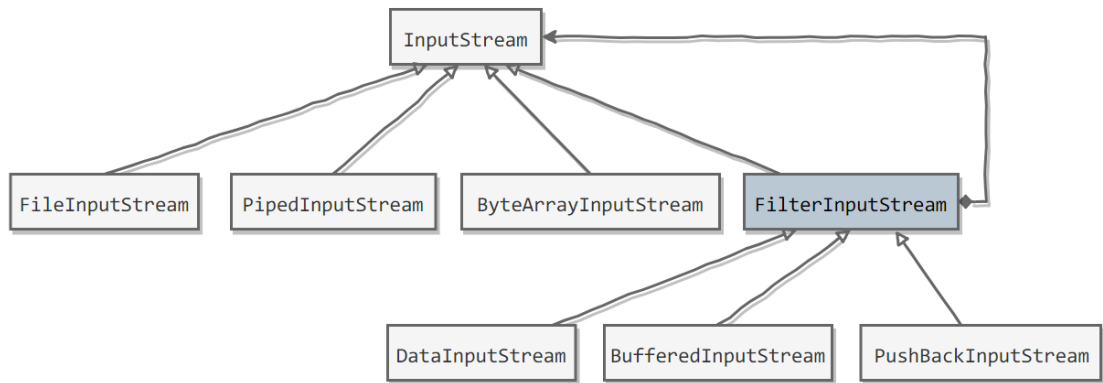 InputStream
FileInputStream
PipedInputStream
ByteArrayInputStream
FilterInputStream
DataInputStream
BufferedInputStream
PushBackInputStream